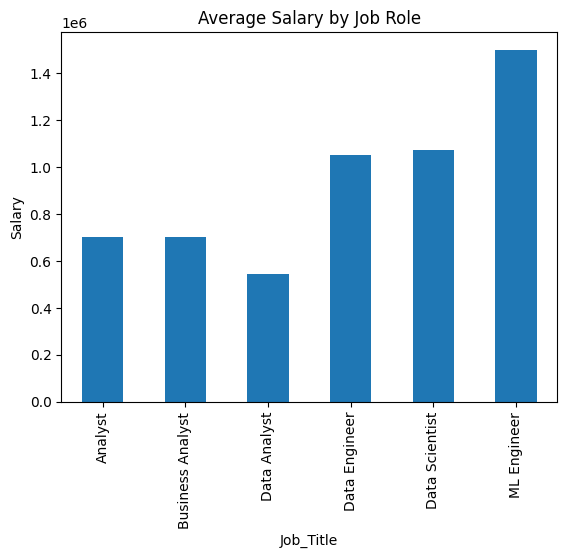 Average Salary by Job Role
1e6
1.4
1.2
1.0
0.8
0.6
0.4
0.2
0.0
Salary
Analyst
Business Analyst
Data Analyst
Data Engineer
Data Scientist
ML Engineer
Job_Title